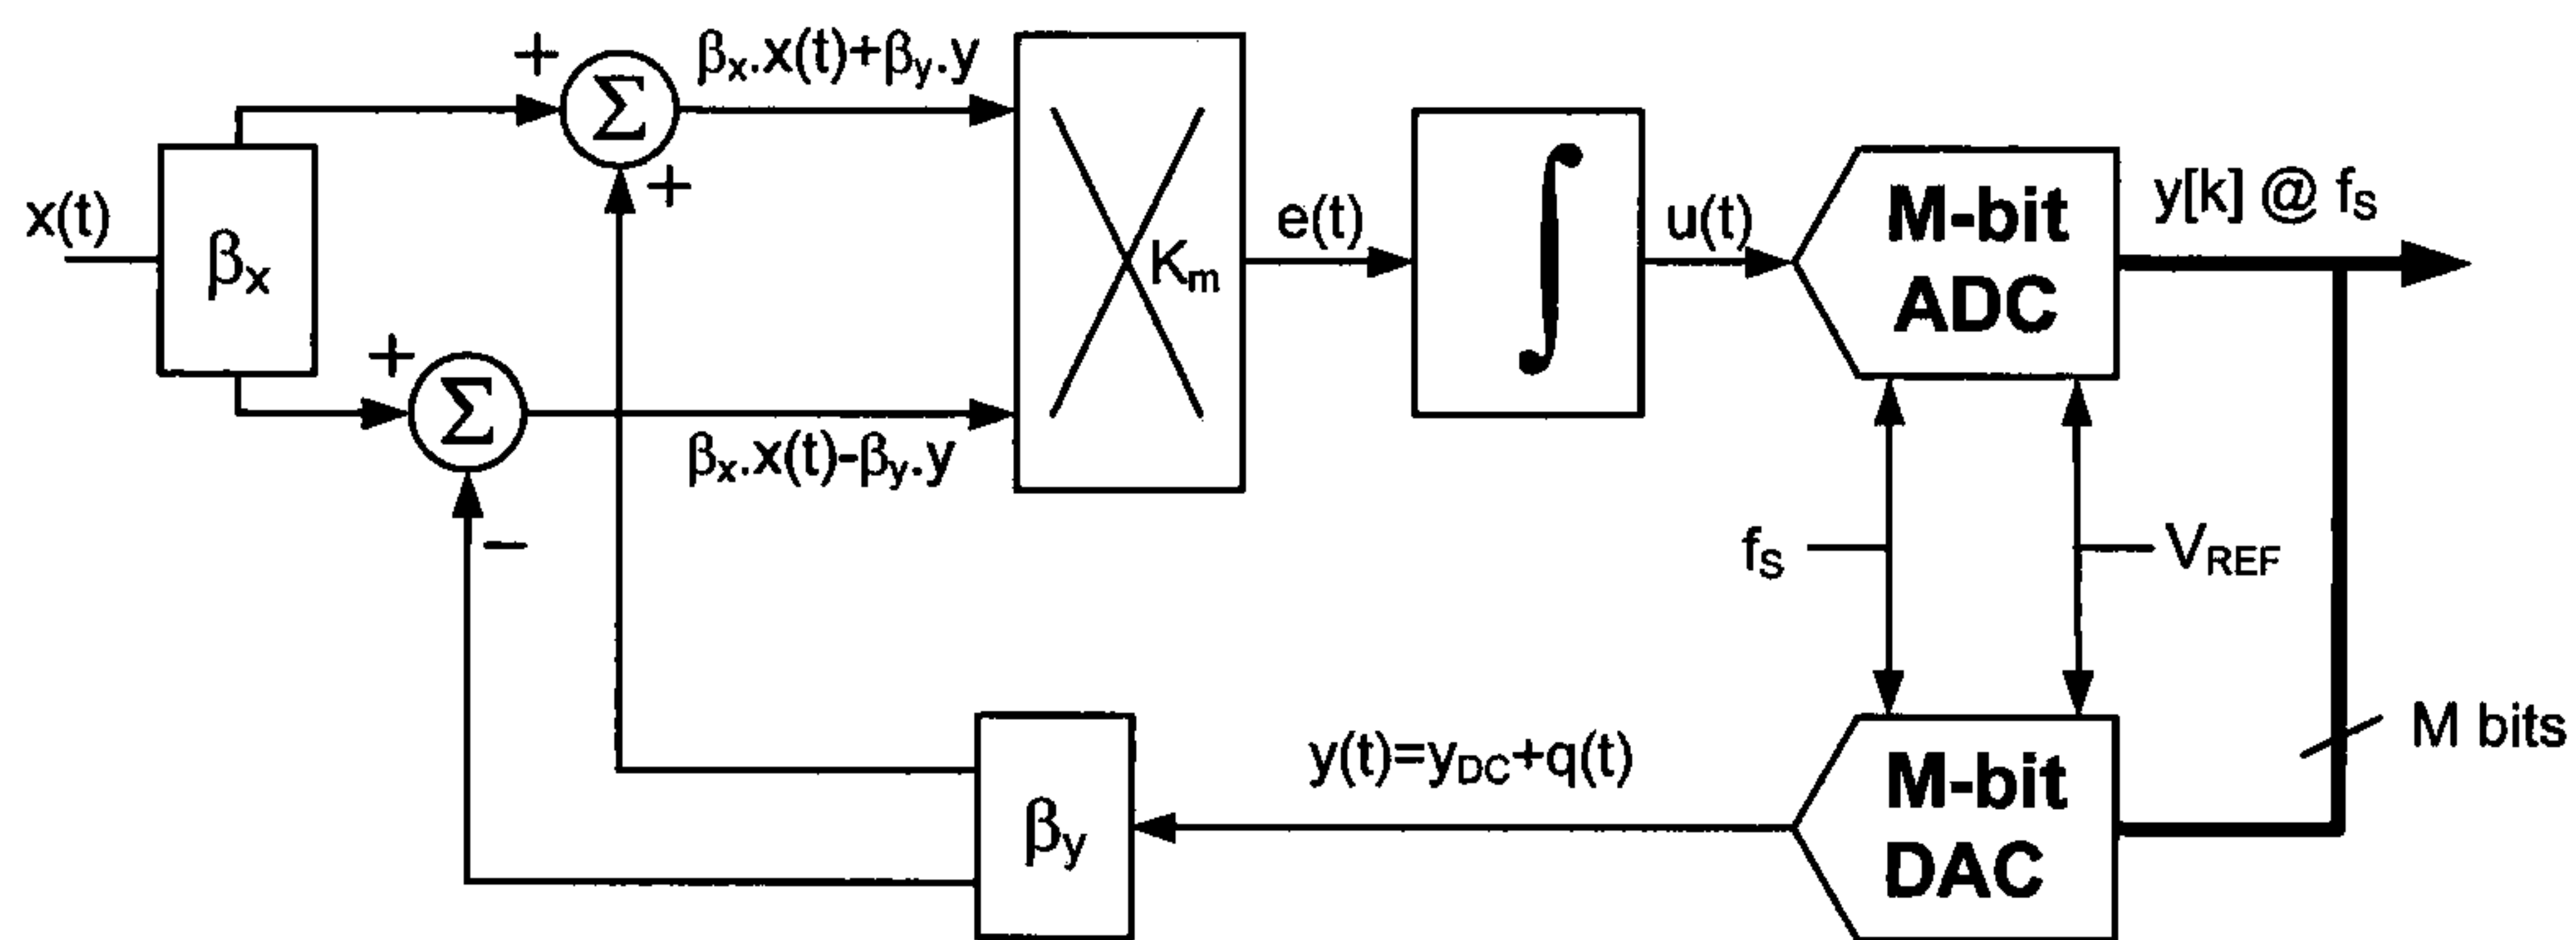 x(t)
βx
+
Σ
+
βx.x(t)+βy.y
+
Σ
−
βx.x(t)-βy.y
Km
e(t)
∫
u(t)
M-bit
ADC
y[k] @ fS
fS
VREF
M bits
M-bit
DAC
y(t)=yDC+q(t)
βy